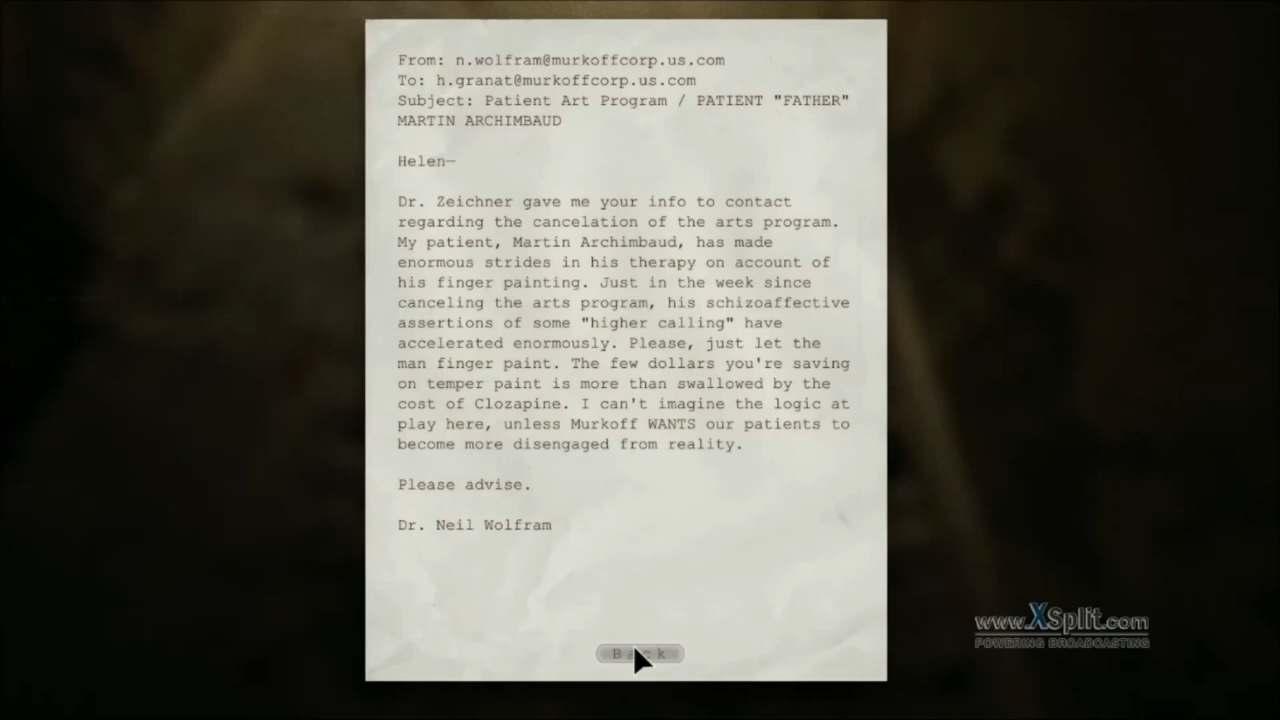 From: n.wolfram@murkoffcorp.us.com
To: h.granat@murkoffcorp.us.com
Subject: Patient Art Program / PATIENT "FATHER"
MARTIN ARCHIMBAUD
Helen—
Dr. Zeichner gave me your info to contact
regarding the cancelation of the arts program.
My patient, Martin Archimbaud, has made
enormous strides in his therapy on account of
his finger painting. Just in the week since
canceling the arts program, his schizoaffective
assertions of some "higher calling" have
accelerated enormously. Please, just let the
man finger paint. The few dollars you're saving
on temper paint is more than swallowed by the
cost of Clozapine. I can't imagine the logic at
play here, unless Murkoff WANTS our patients to
become more disengaged from reality.
Please advise.
Dr. Neil Wolfram
Back
www.XSplit.com
POWERING BROADCASTING